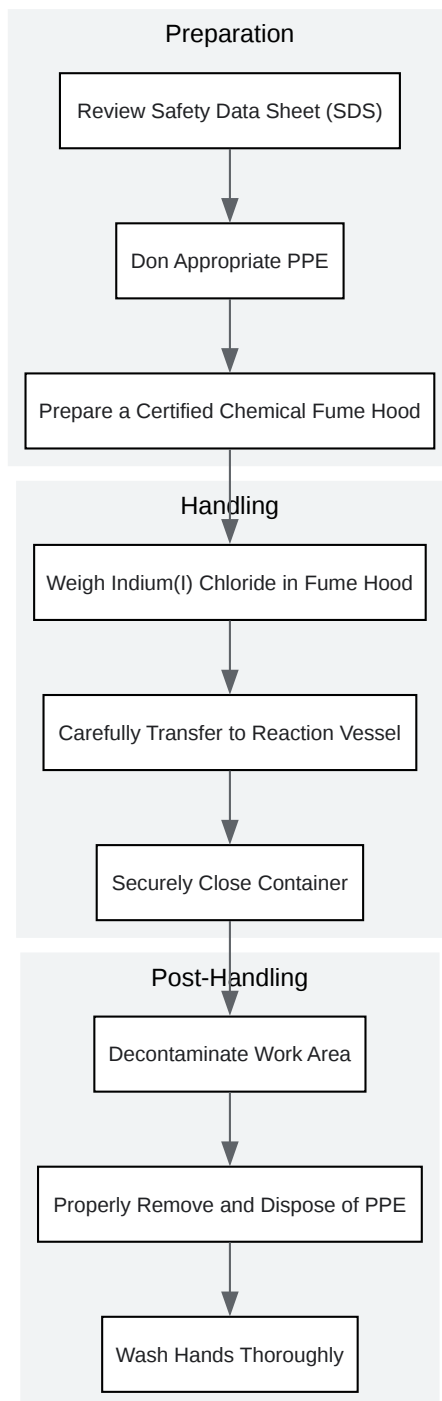 Preparation
Review Safety Data Sheet (SDS)
Don Appropriate PPE
Prepare a Certified Chemical Fume Hood
Handling
Weigh Indium(I) Chloride in Fume Hood
Carefully Transfer to Reaction Vessel
Securely Close Container
Post-Handling
Decontaminate Work Area
Properly Remove and Dispose of PPE
Wash Hands Thoroughly